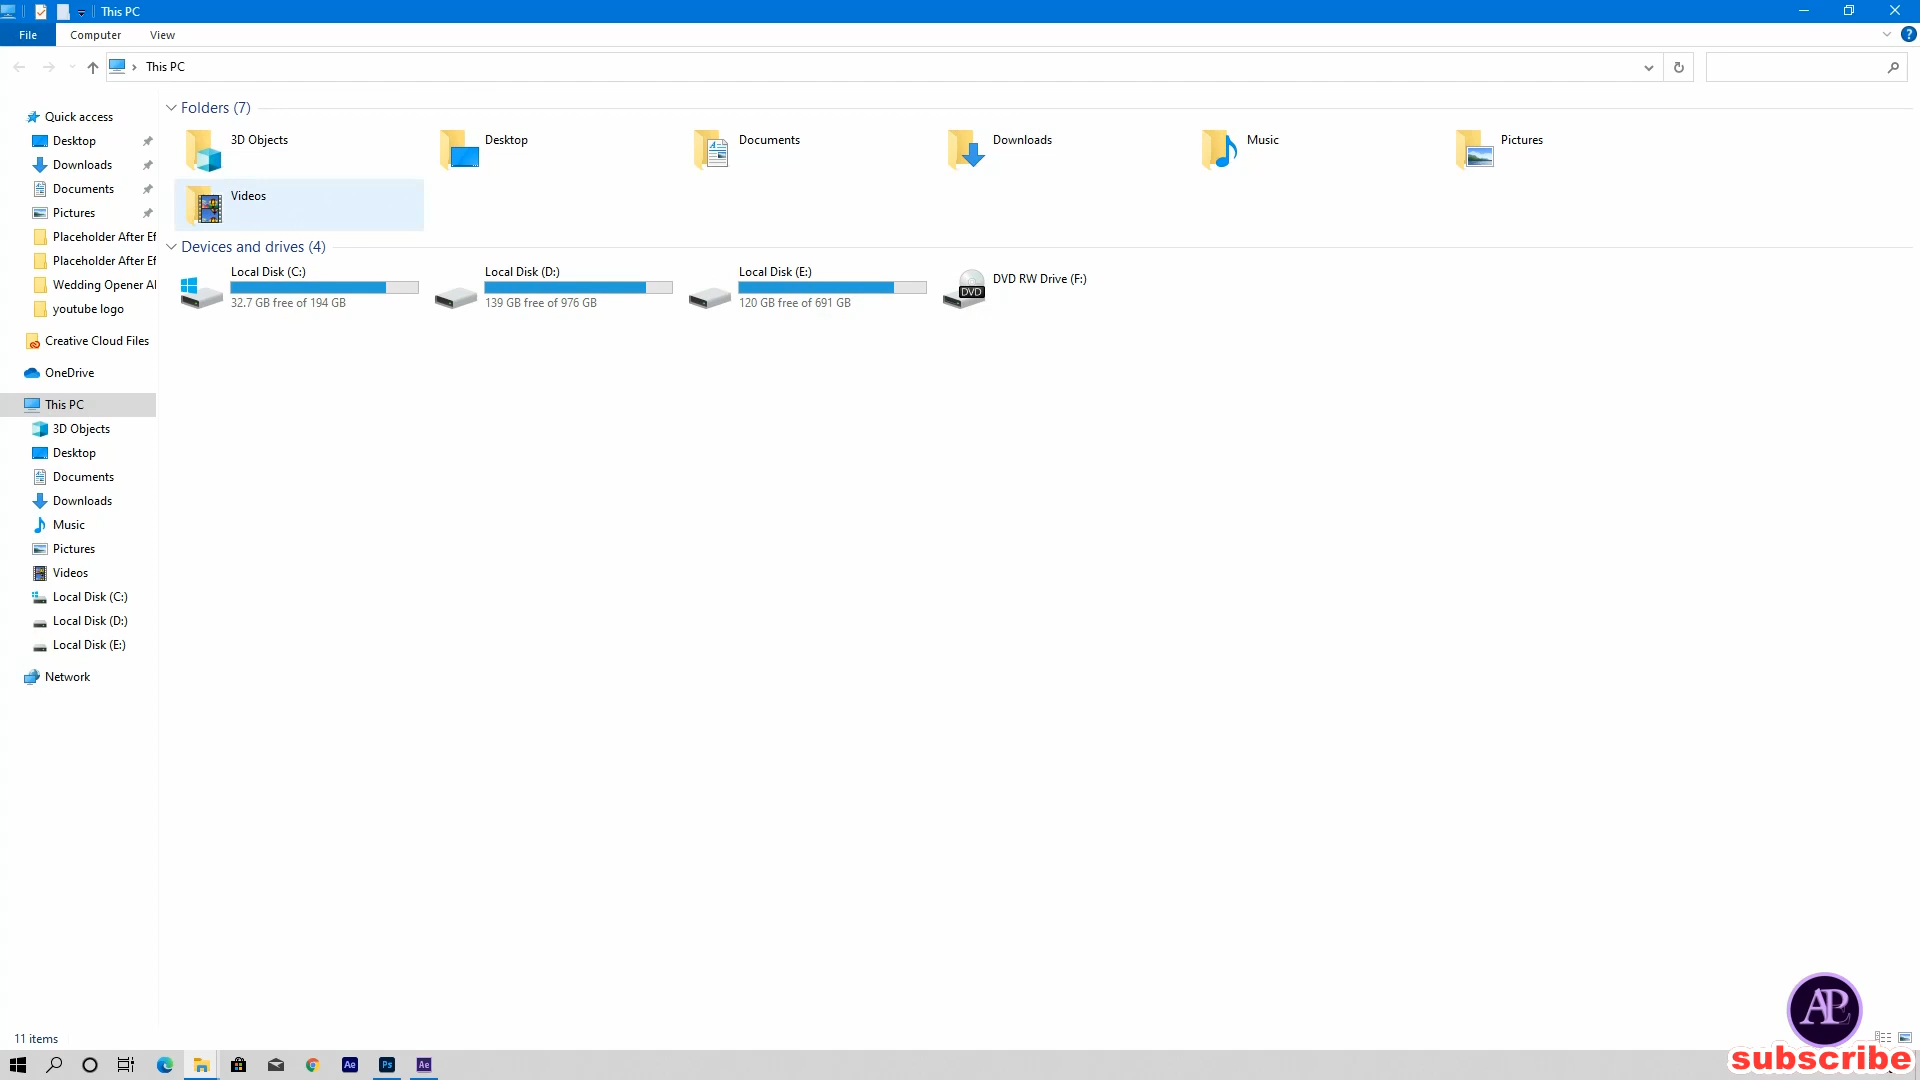 This PC
File Computer View
This PC
Quick access
Desktop
Downloads
Documents
Pictures
Placeholder After Ef
Placeholder After Ef
Wedding Opener Al
youtube logo
Creative Cloud Files
OneDrive
This PC
3D Objects
Desktop
Documents
Downloads
Music
Pictures
Videos
Local Disk (C:)
Local Disk (D:)
Local Disk (E:)
Network
Folders (7)
3D Objects Desktop Documents Downloads Music Pictures
Videos
Devices and drives (4)
Local Disk (C:) Local Disk (D:) Local Disk (E:) DVD RW Drive (F:)
DVD
32.7 GB free of 194 GB 139 GB free of 976 GB 120 GB free of 691 GB
11 items
Ae Ps Ae
AP
subscribe